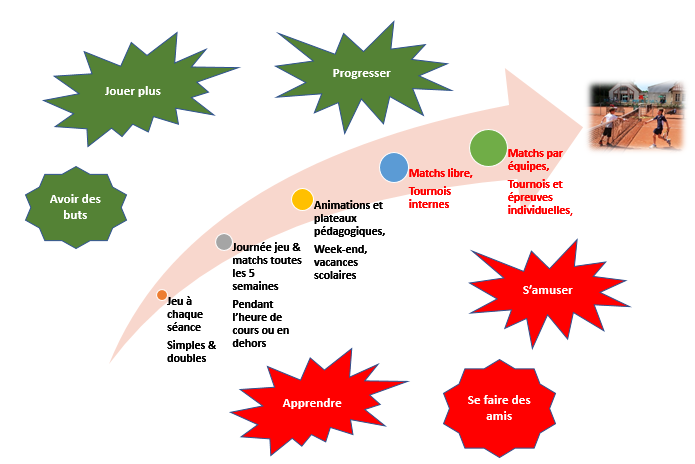 Jouer plus
Progresser
Avoir des
buts
Jeu à
chaque
séance
Simples &
doubles
Journée jeu &
matchs toutes
les 5
semaines
Pendant
l'heure de
cours ou en
dehors
Animations et
plateaux
pédagogiques,
Week-end,
vacances
scolaires
Matchs libre,
Tournois
internes
Matchs par
équipes,
Tournois et
épreuves
individuelles,
S'amuser
Apprendre
Se faire des
amis